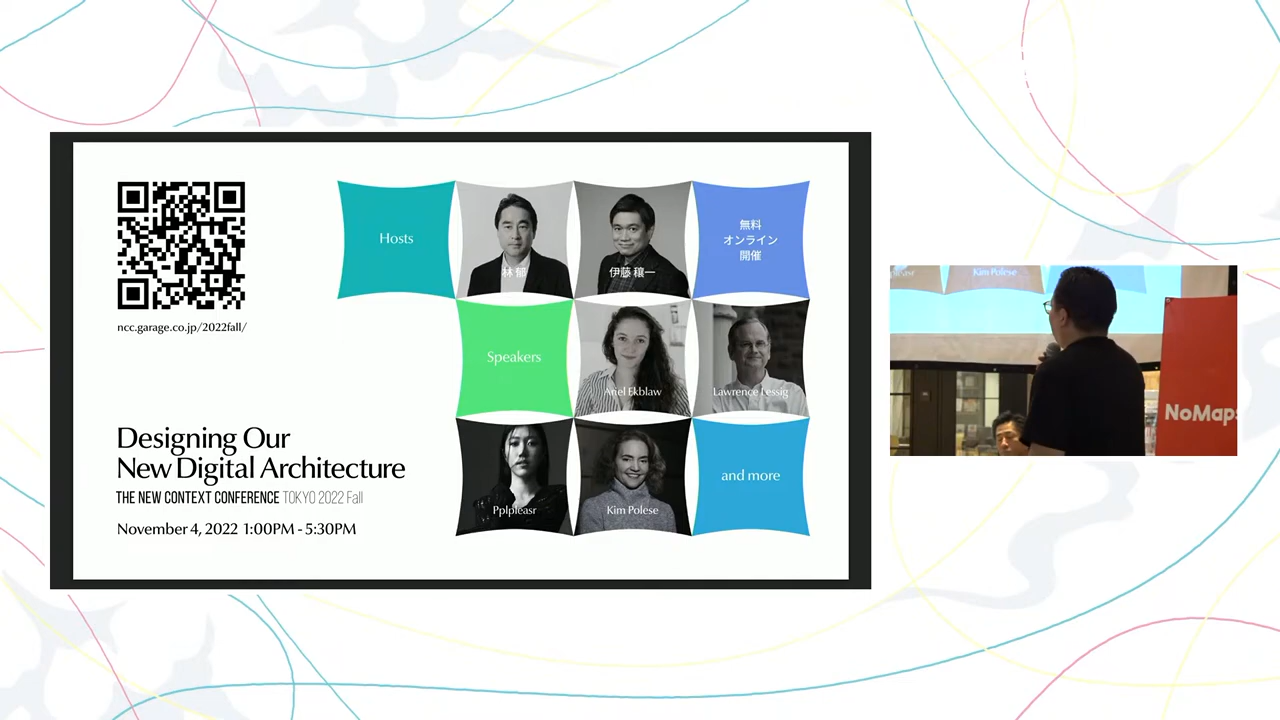 ncc.garage.co.jp/2022fall/
Designing Our
New Digital Architecture
THE NEW CONTEXT CONFERENCE TOKYO 2022 Fall
November 4, 2022 1:00PM - 5:30PM
Hosts
林 郁
伊藤 穰一
無料
オンライン
開催
Speakers
Ariel Ekblaw
Lawrence Lessig
Pplpleasr
Kim Polese
and more
Kim Polese
NoMaps